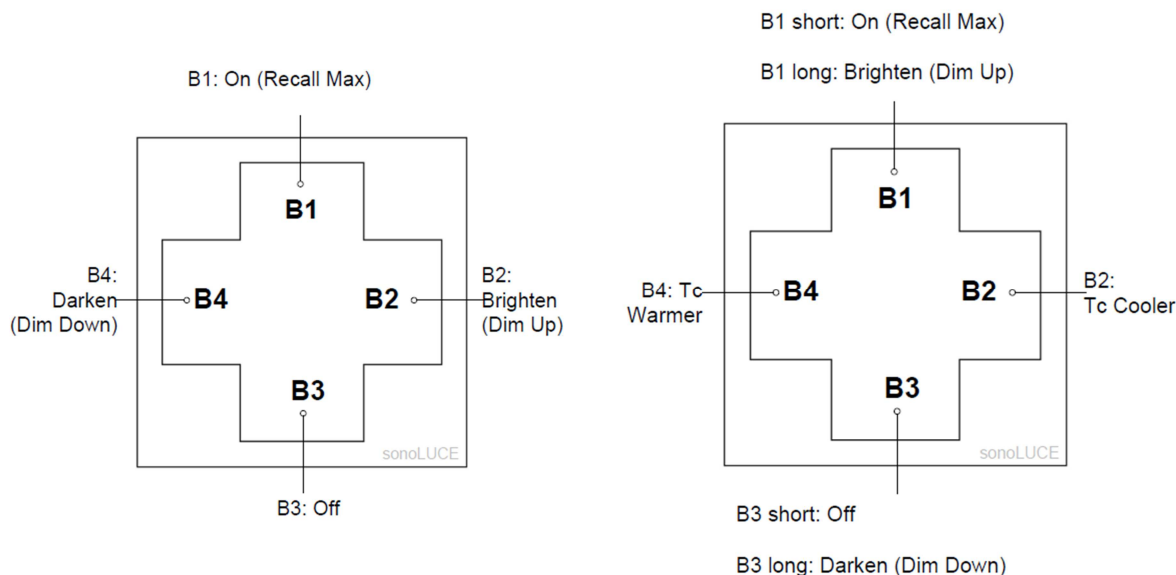 B1: On (Recall Max)
B1
B4:
Darken
(Dim Down)
B4
B2
B2:
Brighten
(Dim Up)
B3
sonoLUCE
B3: Off
B1 short: On (Recall Max)
B1 long: Brighten (Dim Up)
B1
B4: Tc
Warmer
B4
B2
B2:
Tc Cooler
B3
sonoLUCE
B3 short: Off
B3 long: Darken (Dim Down)